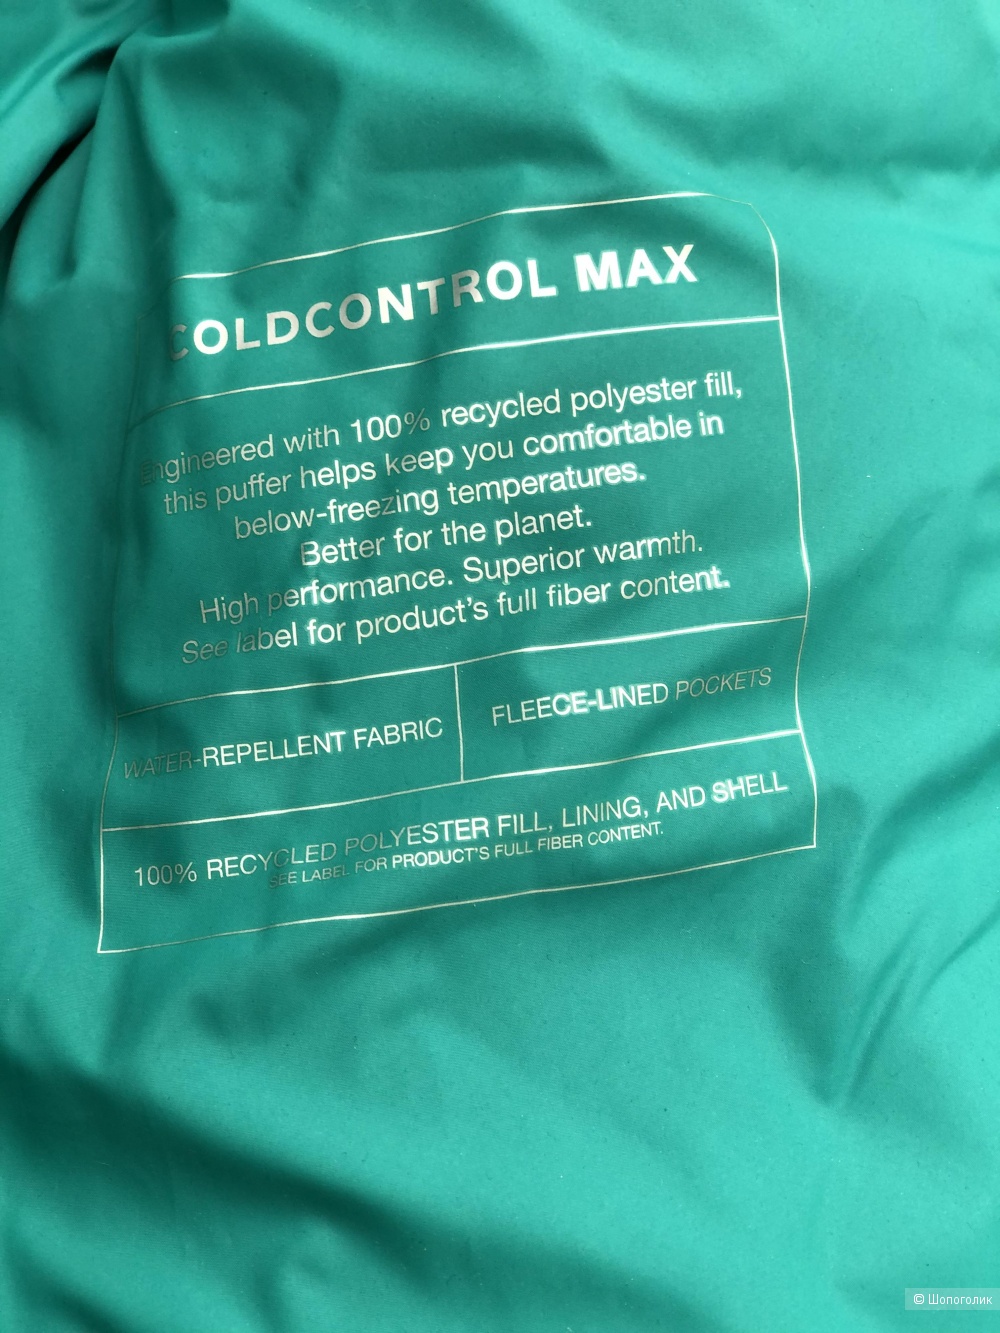 COLDCONTROL MAX
Engineered with 100% recycled polyester fill,
this puffer helps keep you comfortable in
below-freezing temperatures.
Better for the planet.
High performance. Superior warmth.
See label for product's full fiber content.
WATER-REPELLENT FABRIC
FLEECE-LINED POCKETS
100% RECYCLED POLYESTER FILL, LINING, AND SHELL
SEE LABEL FOR PRODUCT'S FULL FIBER CONTENT.
© Шопоголик